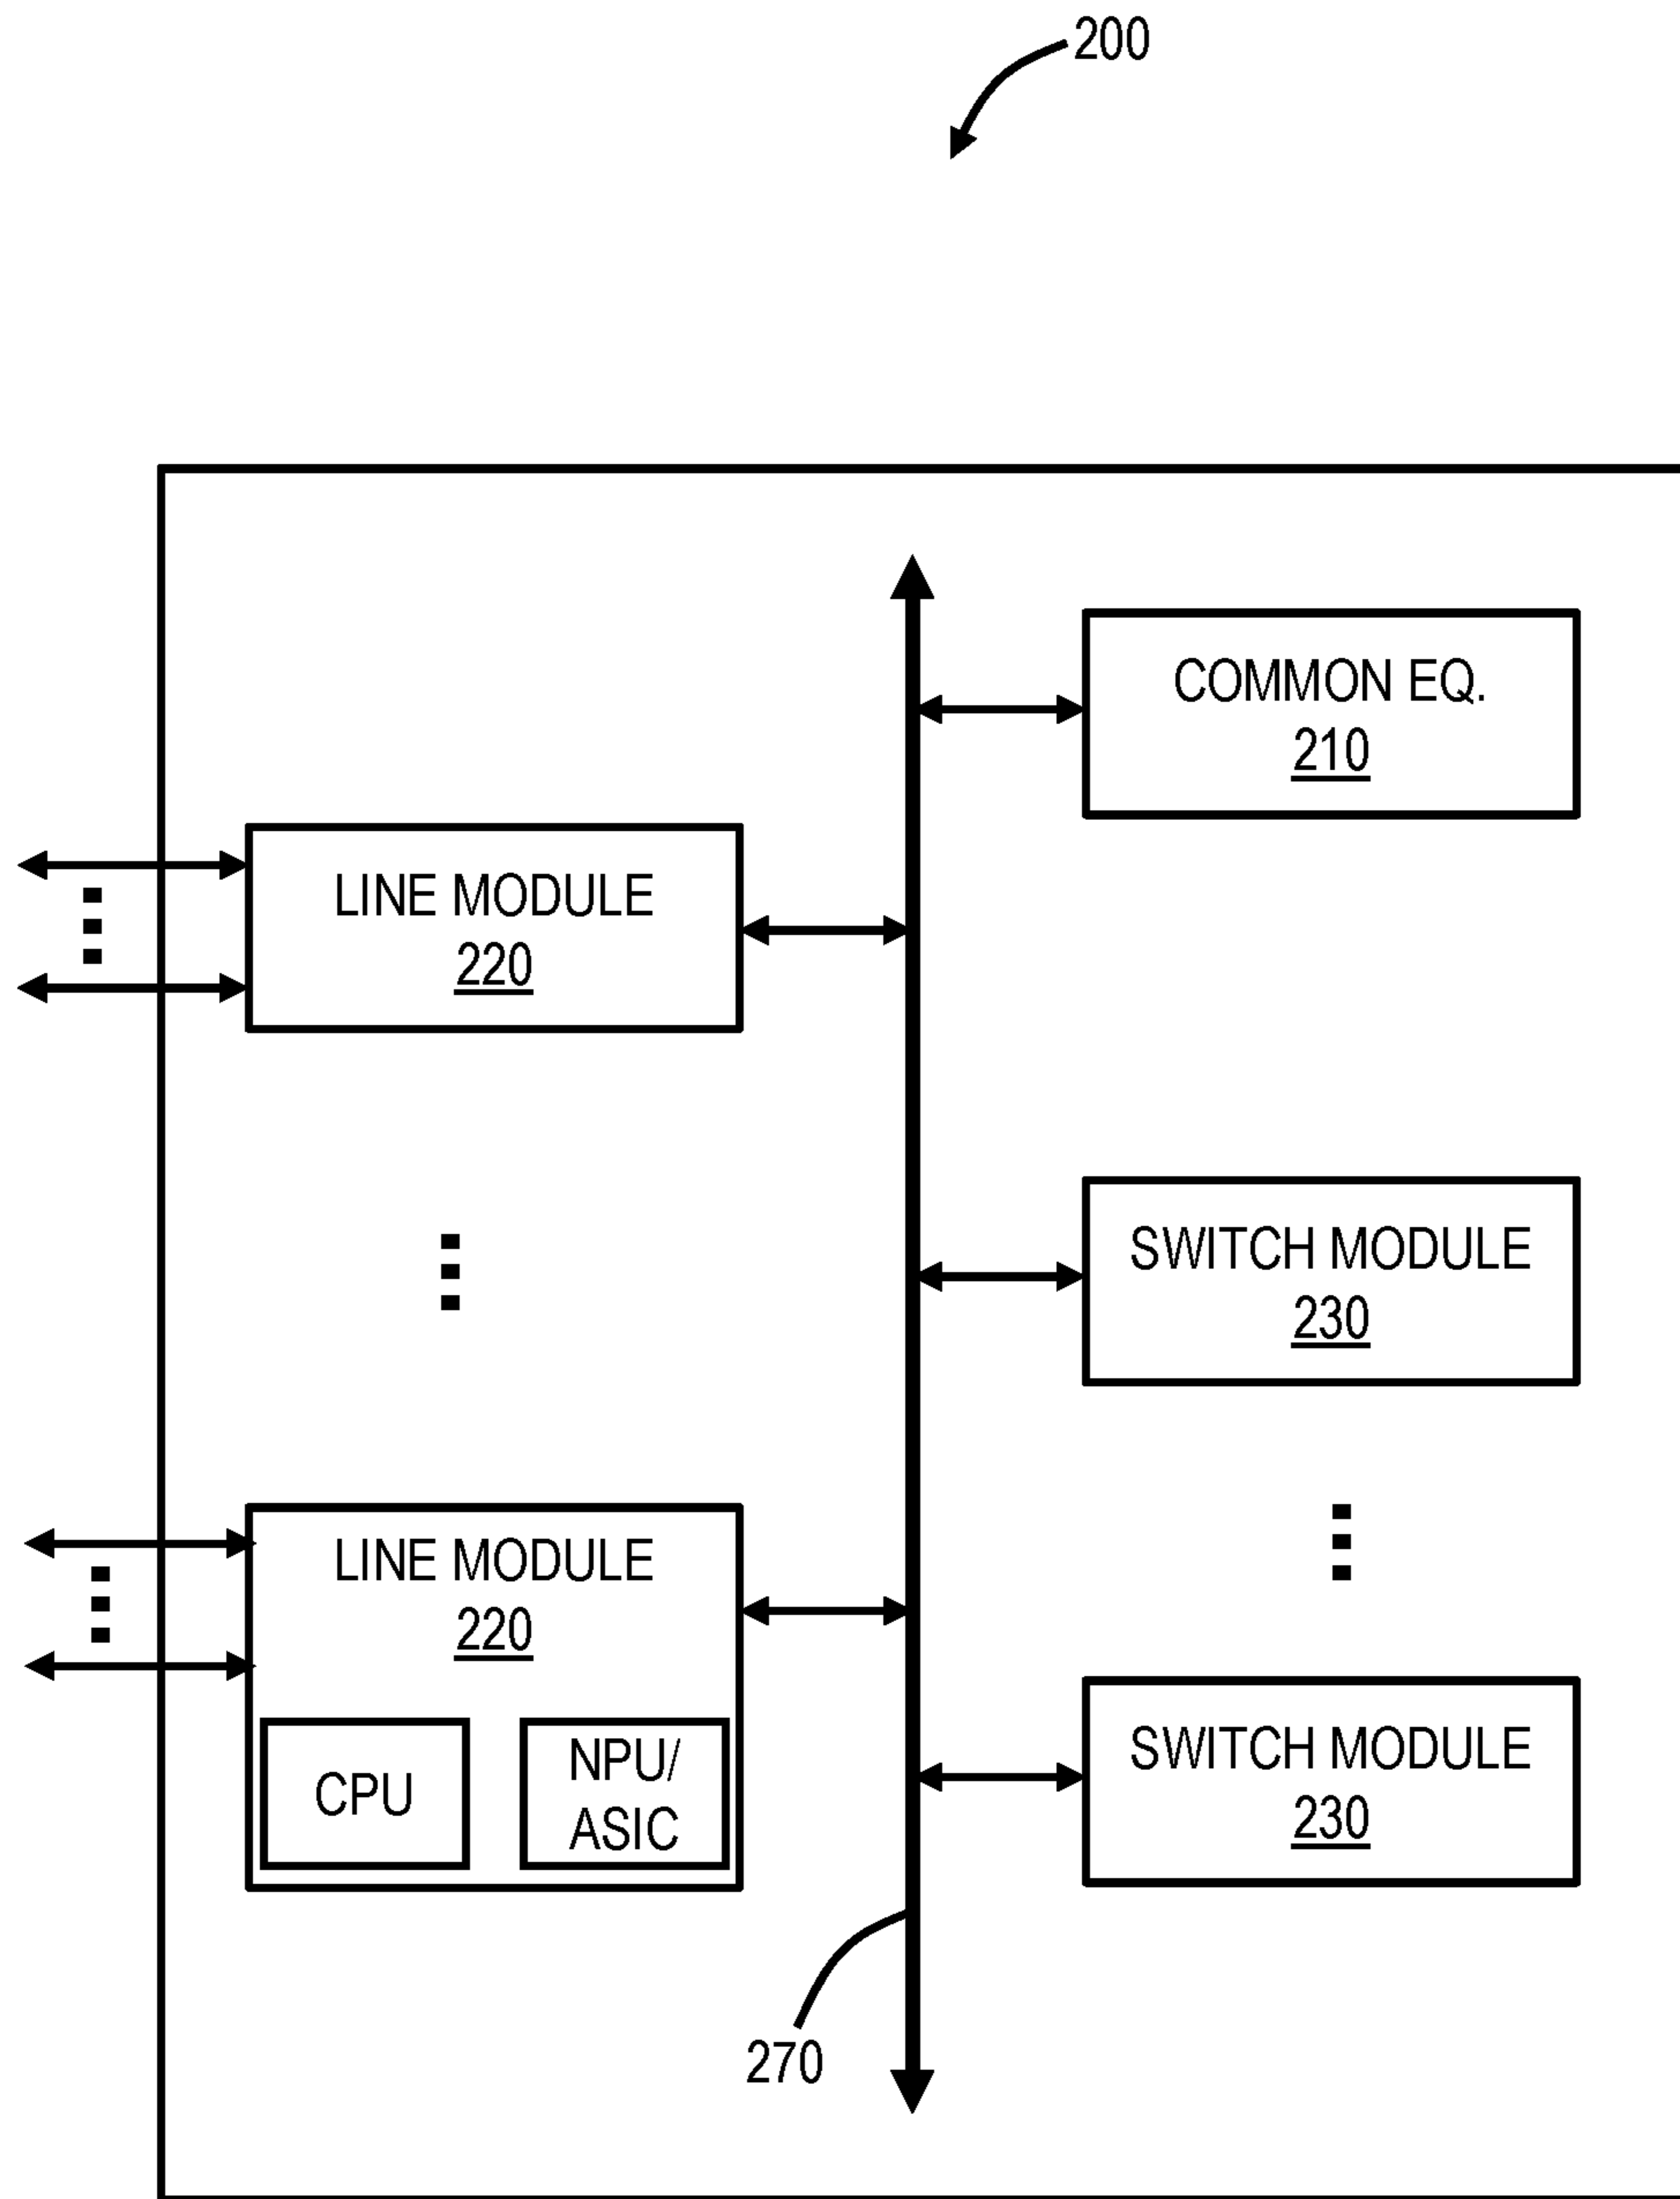 200
COMMON EQ.
210
LINE MODULE
220
SWITCH MODULE
230
LINE MODULE
220
CPU
NPU/
ASIC
SWITCH MODULE
230
270